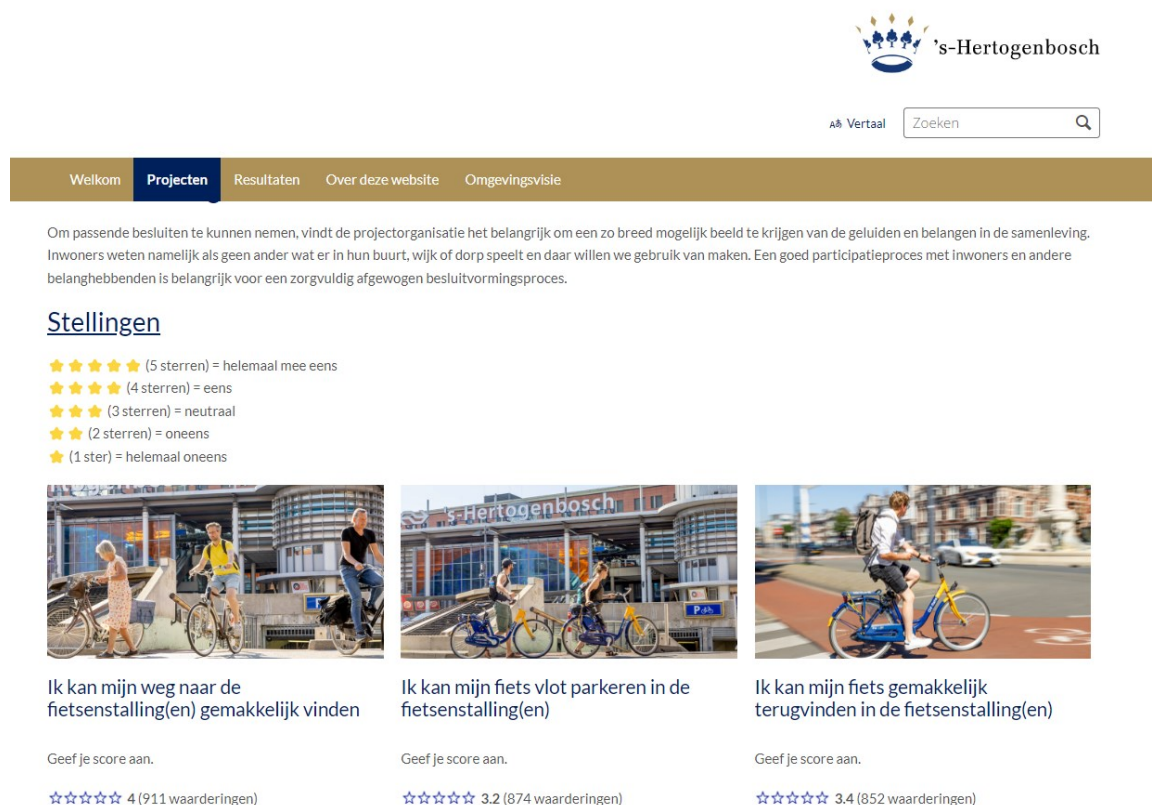 's-Hertogenbosch
Vertaal
Zoeken
Welkom Projecten Resultaten Over deze website Omgevingsvisie
Om passende besluiten te kunnen nemen, vindt de projectorganisatie het belangrijk om een zo breed mogelijk beeld te krijgen van de geluiden en belangen in de samenleving.
Inwoners weten namelijk als geen ander wat er in hun buurt, wijk of dorp speelt en daar willen we gebruik van maken. Een goed participatieproces met inwoners en andere
belanghebbenden is belangrijk voor een zorgvuldig afgewogen besluitvormingsproces.
Stellingen
(5 sterren) = helemaal mee eens
(4 sterren) = eens
(3 sterren) = neutraal
(2 sterren) = oneens
(1 ster) = helemaal oneens
's-Hertogenbosch
P
Ik kan mijn weg naar de
fietsenstalling(en) gemakkelijk vinden
Geef je score aan.
4 (911 waarderingen)
Ik kan mijn fiets vlot parkeren in de
fietsenstalling(en)
Geef je score aan.
3.2 (874 waarderingen)
Ik kan mijn fiets gemakkelijk
terugvinden in de fietsenstalling(en)
Geef je score aan.
3.4 (852 waarderingen)